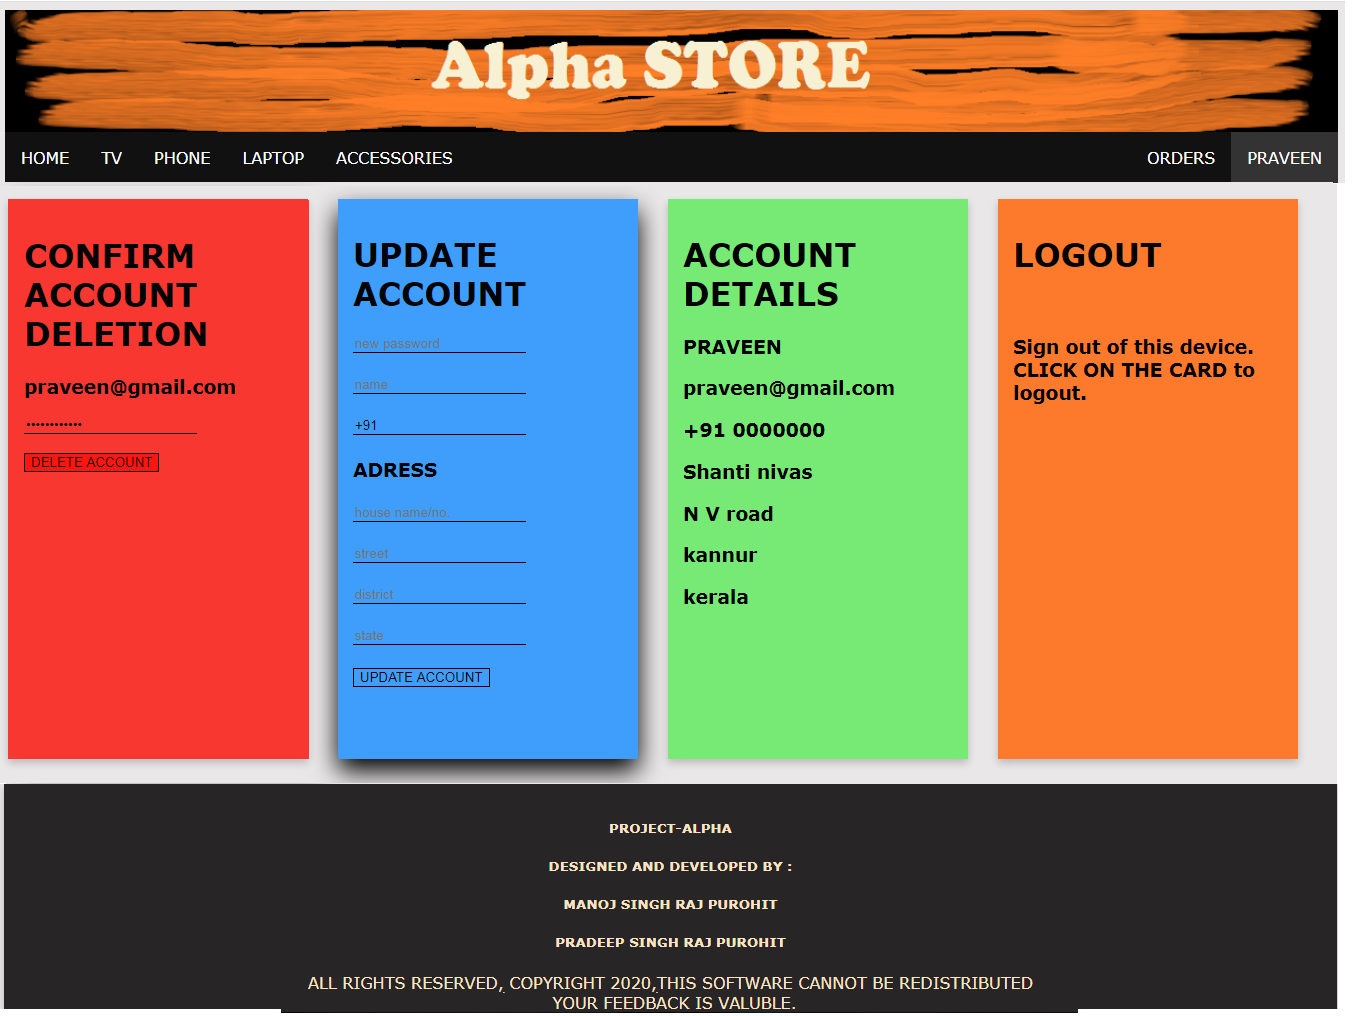 Alpha STORE
HOME TV PHONE LAPTOP ACCESSORIES ORDERS PRAVEEN
CONFIRM
ACCOUNT
DELETION
praveen@gmail.com
••••••••••••
DELETE ACCOUNT
UPDATE
ACCOUNT
new password
name
+91
ADRESS
house name/no.
street
district
state
UPDATE ACCOUNT
ACCOUNT
DETAILS
PRAVEEN
praveen@gmail.com
+91 0000000
Shanti nivas
N V road
kannur
kerala
LOGOUT
Sign out of this device.
CLICK ON THE CARD to
logout.
PROJECT-ALPHA
DESIGNED AND DEVELOPED BY :
MANOJ SINGH RAJ PUROHIT
PRADEEP SINGH RAJ PUROHIT
ALL RIGHTS RESERVED, COPYRIGHT 2020,THIS SOFTWARE CANNOT BE REDISTRIBUTED
YOUR FEEDBACK IS VALUBLE.